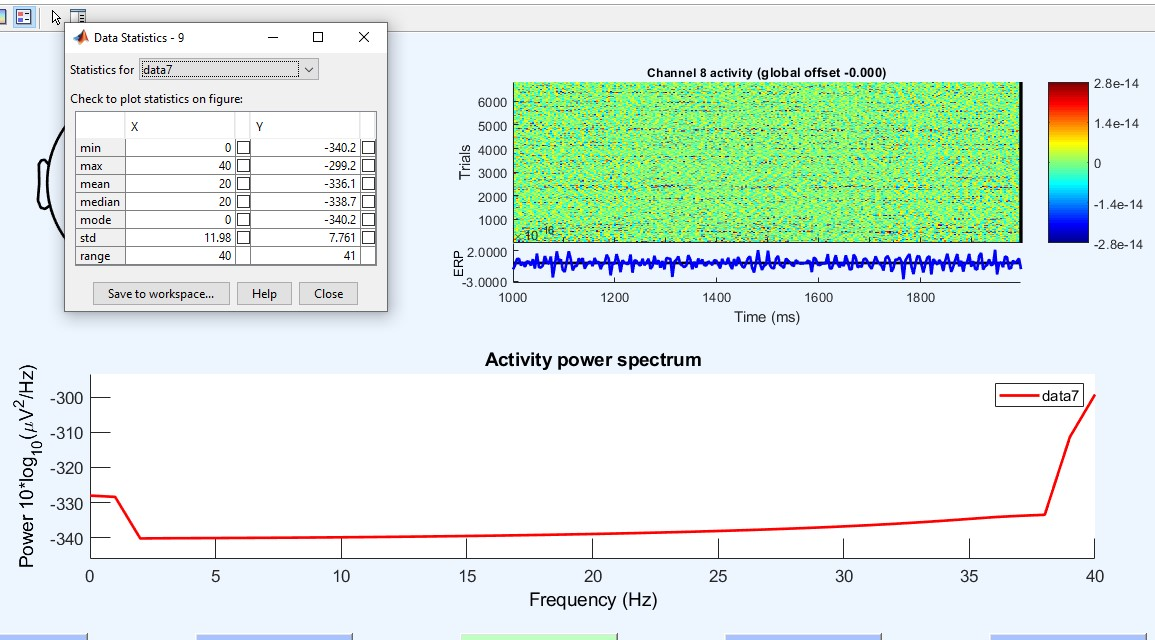 Data Statistics - 9
Statistics for data7
Check to plot statistics on figure:
X Y
min 0 -340.2
max 40 -299.2
mean 20 -336.1
median 20 -338.7
mode 0 -340.2
std 11.98 7.761
range 40 41
Save to workspace... Help Close
Channel 8 activity (global offset -0.000)
Trials
6000
5000
4000
3000
2000
1000
2.8e-14
1.4e-14
0
-1.4e-14
-2.8e-14
ERP
2.0000
-3.0000
1000 1200 1400 1600 1800
Time (ms)
Activity power spectrum
Power 10*log10(μV2/Hz)
-300
-310
-320
-330
-340
data7
0 5 10 15 20 25 30 35 40
Frequency (Hz)